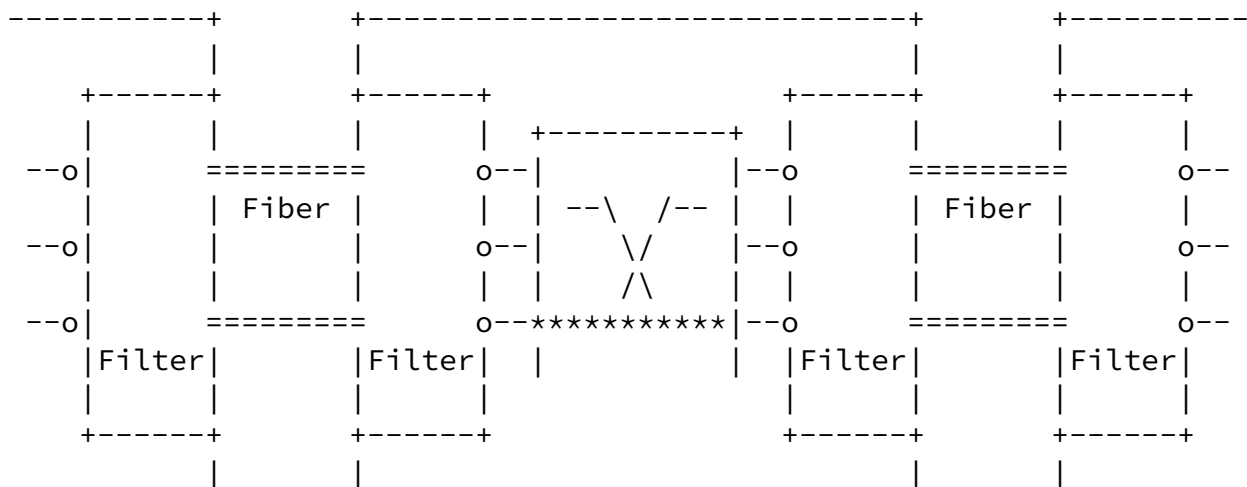 -----------+       +------------------------------+       +----------
           |       |                              |       |
    +------+       +------+                +------+       +------+
    |      |       |      |  +----------+  |      |       |      |
 --o|      =========      o--|          |--o      =========      o--
    |      | Fiber |      |  | --\  /-- |  |      | Fiber |      |
 --o|      |       |      o--|    \/    |--o      |       |      o--
    |      |       |      |  |    /\    |  |      |       |      |
 --o|      =========      o--***********|--o      =========      o--
    |Filter|       |Filter|  |          |  |Filter|       |Filter|
    |      |       |      |                |      |       |      |
    +------+       +------+                +------+       +------+
           |       |                              |       |